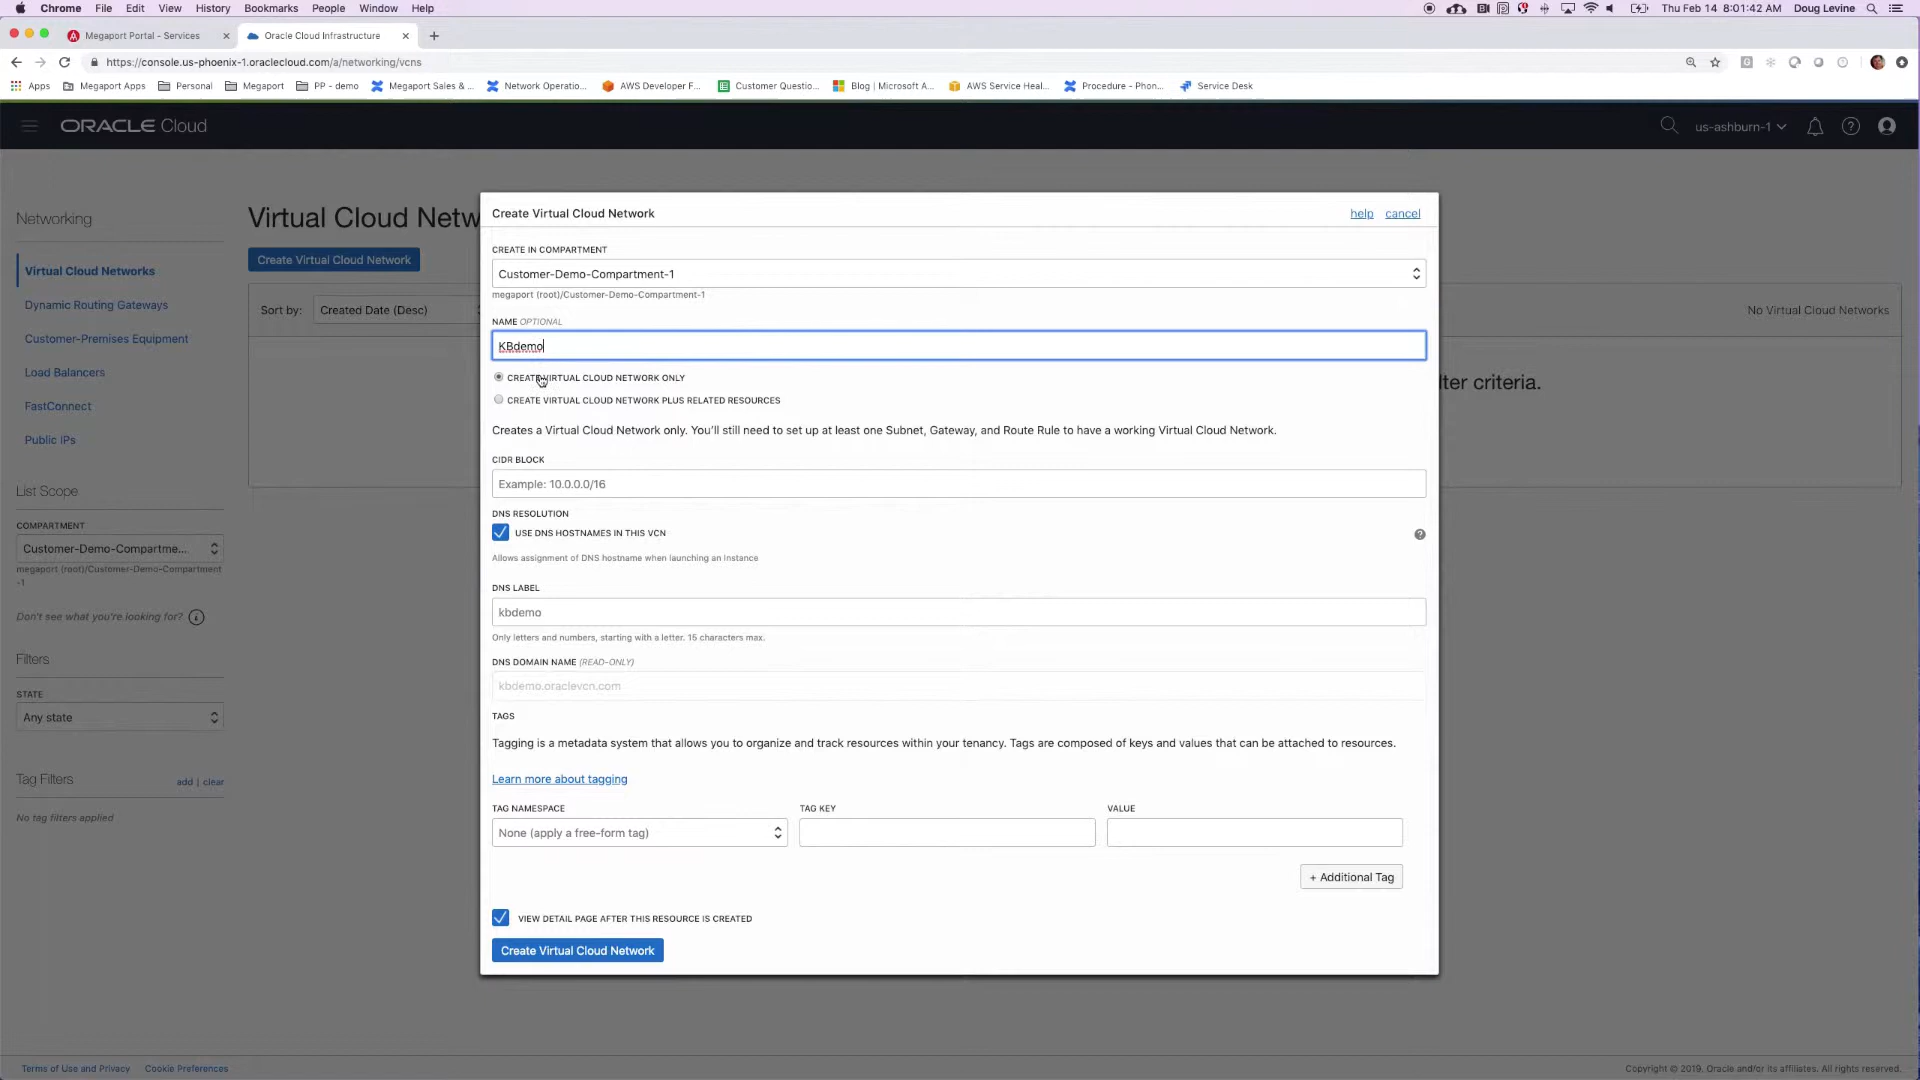 Chrome File Edit View History Bookmarks People Window Help Thu Feb 14 8:01:42 AM Doug Levine
Megaport Portal - Services Oracle Cloud Infrastructure
https://console.us-phoenix-1.oraclecloud.com/a/networking/vcns
Apps Megaport Apps Personal Megaport PP - demo Megaport Sales & ... Network Operatio... AWS Developer F... Customer Questio... Blog | Microsoft A... AWS Service Heal... Procedure - Phon... Service Desk
ORACLE Cloud us-ashburn-1
Networking
Virtual Cloud Networks
Dynamic Routing Gateways
Customer-Premises Equipment
Load Balancers
FastConnect
Public IPs
List Scope
COMPARTMENT
Customer-Demo-Compartme...
megaport (root)/Customer-Demo-Compartment
-1
Don't see what you're looking for?
Filters
STATE
Any state
Tag Filters add | clear
No tag filters applied
Virtual Cloud Netw
Create Virtual Cloud Network
Sort by: Created Date (Desc)
No Virtual Cloud Networks
lter criteria.
Create Virtual Cloud Network help cancel
CREATE IN COMPARTMENT
Customer-Demo-Compartment-1
megaport (root)/Customer-Demo-Compartment-1
NAME OPTIONAL
KBdemo
CREATE VIRTUAL CLOUD NETWORK ONLY
CREATE VIRTUAL CLOUD NETWORK PLUS RELATED RESOURCES
Creates a Virtual Cloud Network only. You'll still need to set up at least one Subnet, Gateway, and Route Rule to have a working Virtual Cloud Network.
CIDR BLOCK
Example: 10.0.0.0/16
DNS RESOLUTION
USE DNS HOSTNAMES IN THIS VCN
Allows assignment of DNS hostname when launching an Instance
DNS LABEL
kbdemo
Only letters and numbers, starting with a letter. 15 characters max.
DNS DOMAIN NAME (READ-ONLY)
kbdemo.oraclevcn.com
TAGS
Tagging is a metadata system that allows you to organize and track resources within your tenancy. Tags are composed of keys and values that can be attached to resources.
Learn more about tagging
TAG NAMESPACE TAG KEY VALUE
None (apply a free-form tag)
+ Additional Tag
VIEW DETAIL PAGE AFTER THIS RESOURCE IS CREATED
Create Virtual Cloud Network
Terms of Use and Privacy Cookie Preferences Copyright © 2019, Oracle and/or its affiliates. All rights reserved.